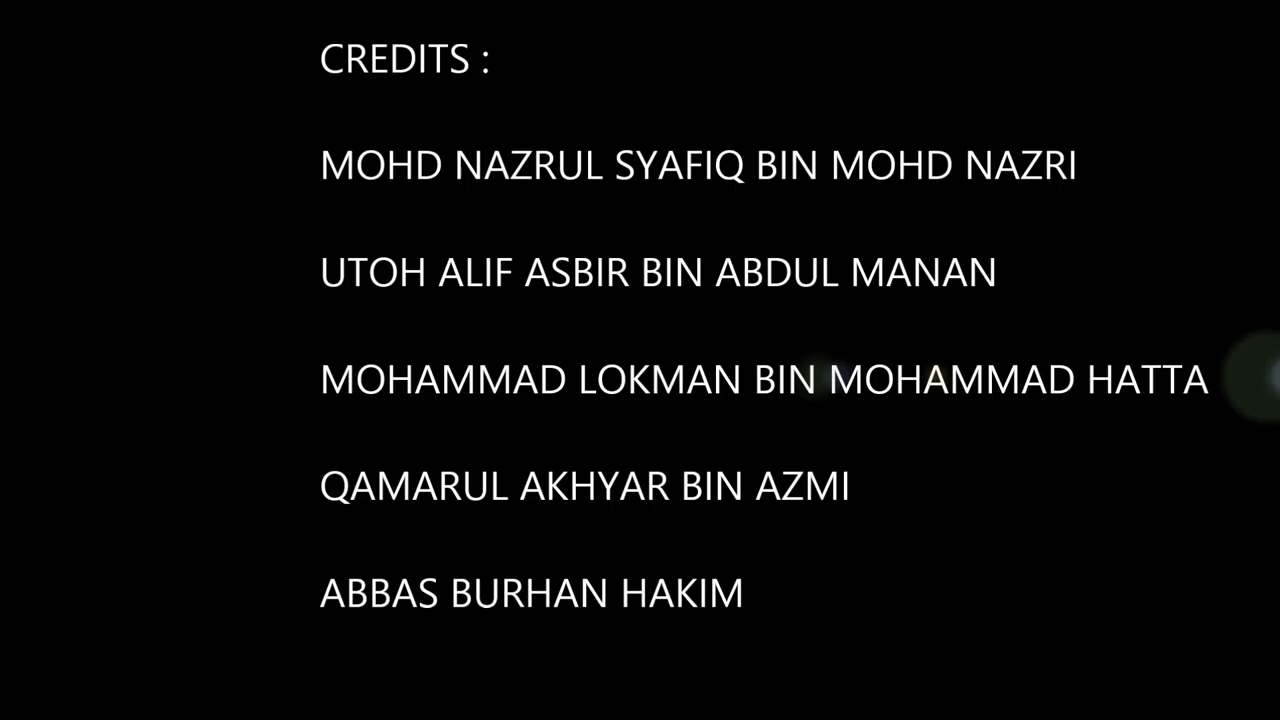 CREDITS :
MOHD NAZRUL SYAFIQ BIN MOHD NAZRI
UTOH ALIF ASBIR BIN ABDUL MANAN
MOHAMMAD LOKMAN BIN MOHAMMAD HATTA
QAMARUL AKHYAR BIN AZMI
ABBAS BURHAN HAKIM